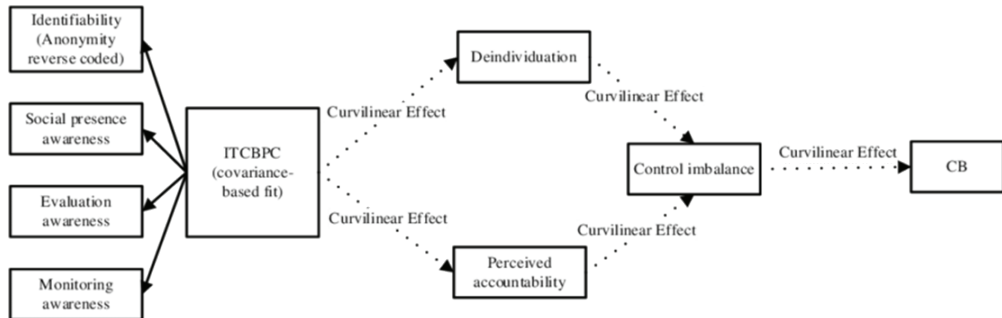 Identifiability
(Anonymity
reverse coded)
Social presence
awareness
Evaluation
awareness
Monitoring
awareness
ITCBPC
(covariance-
based fit)
Curvilinear Effect
Curvilinear Effect
Deindividuation
Perceived
accountability
Curvilinear Effect
Curvilinear Effect
Control imbalance
Curvilinear Effect
CB